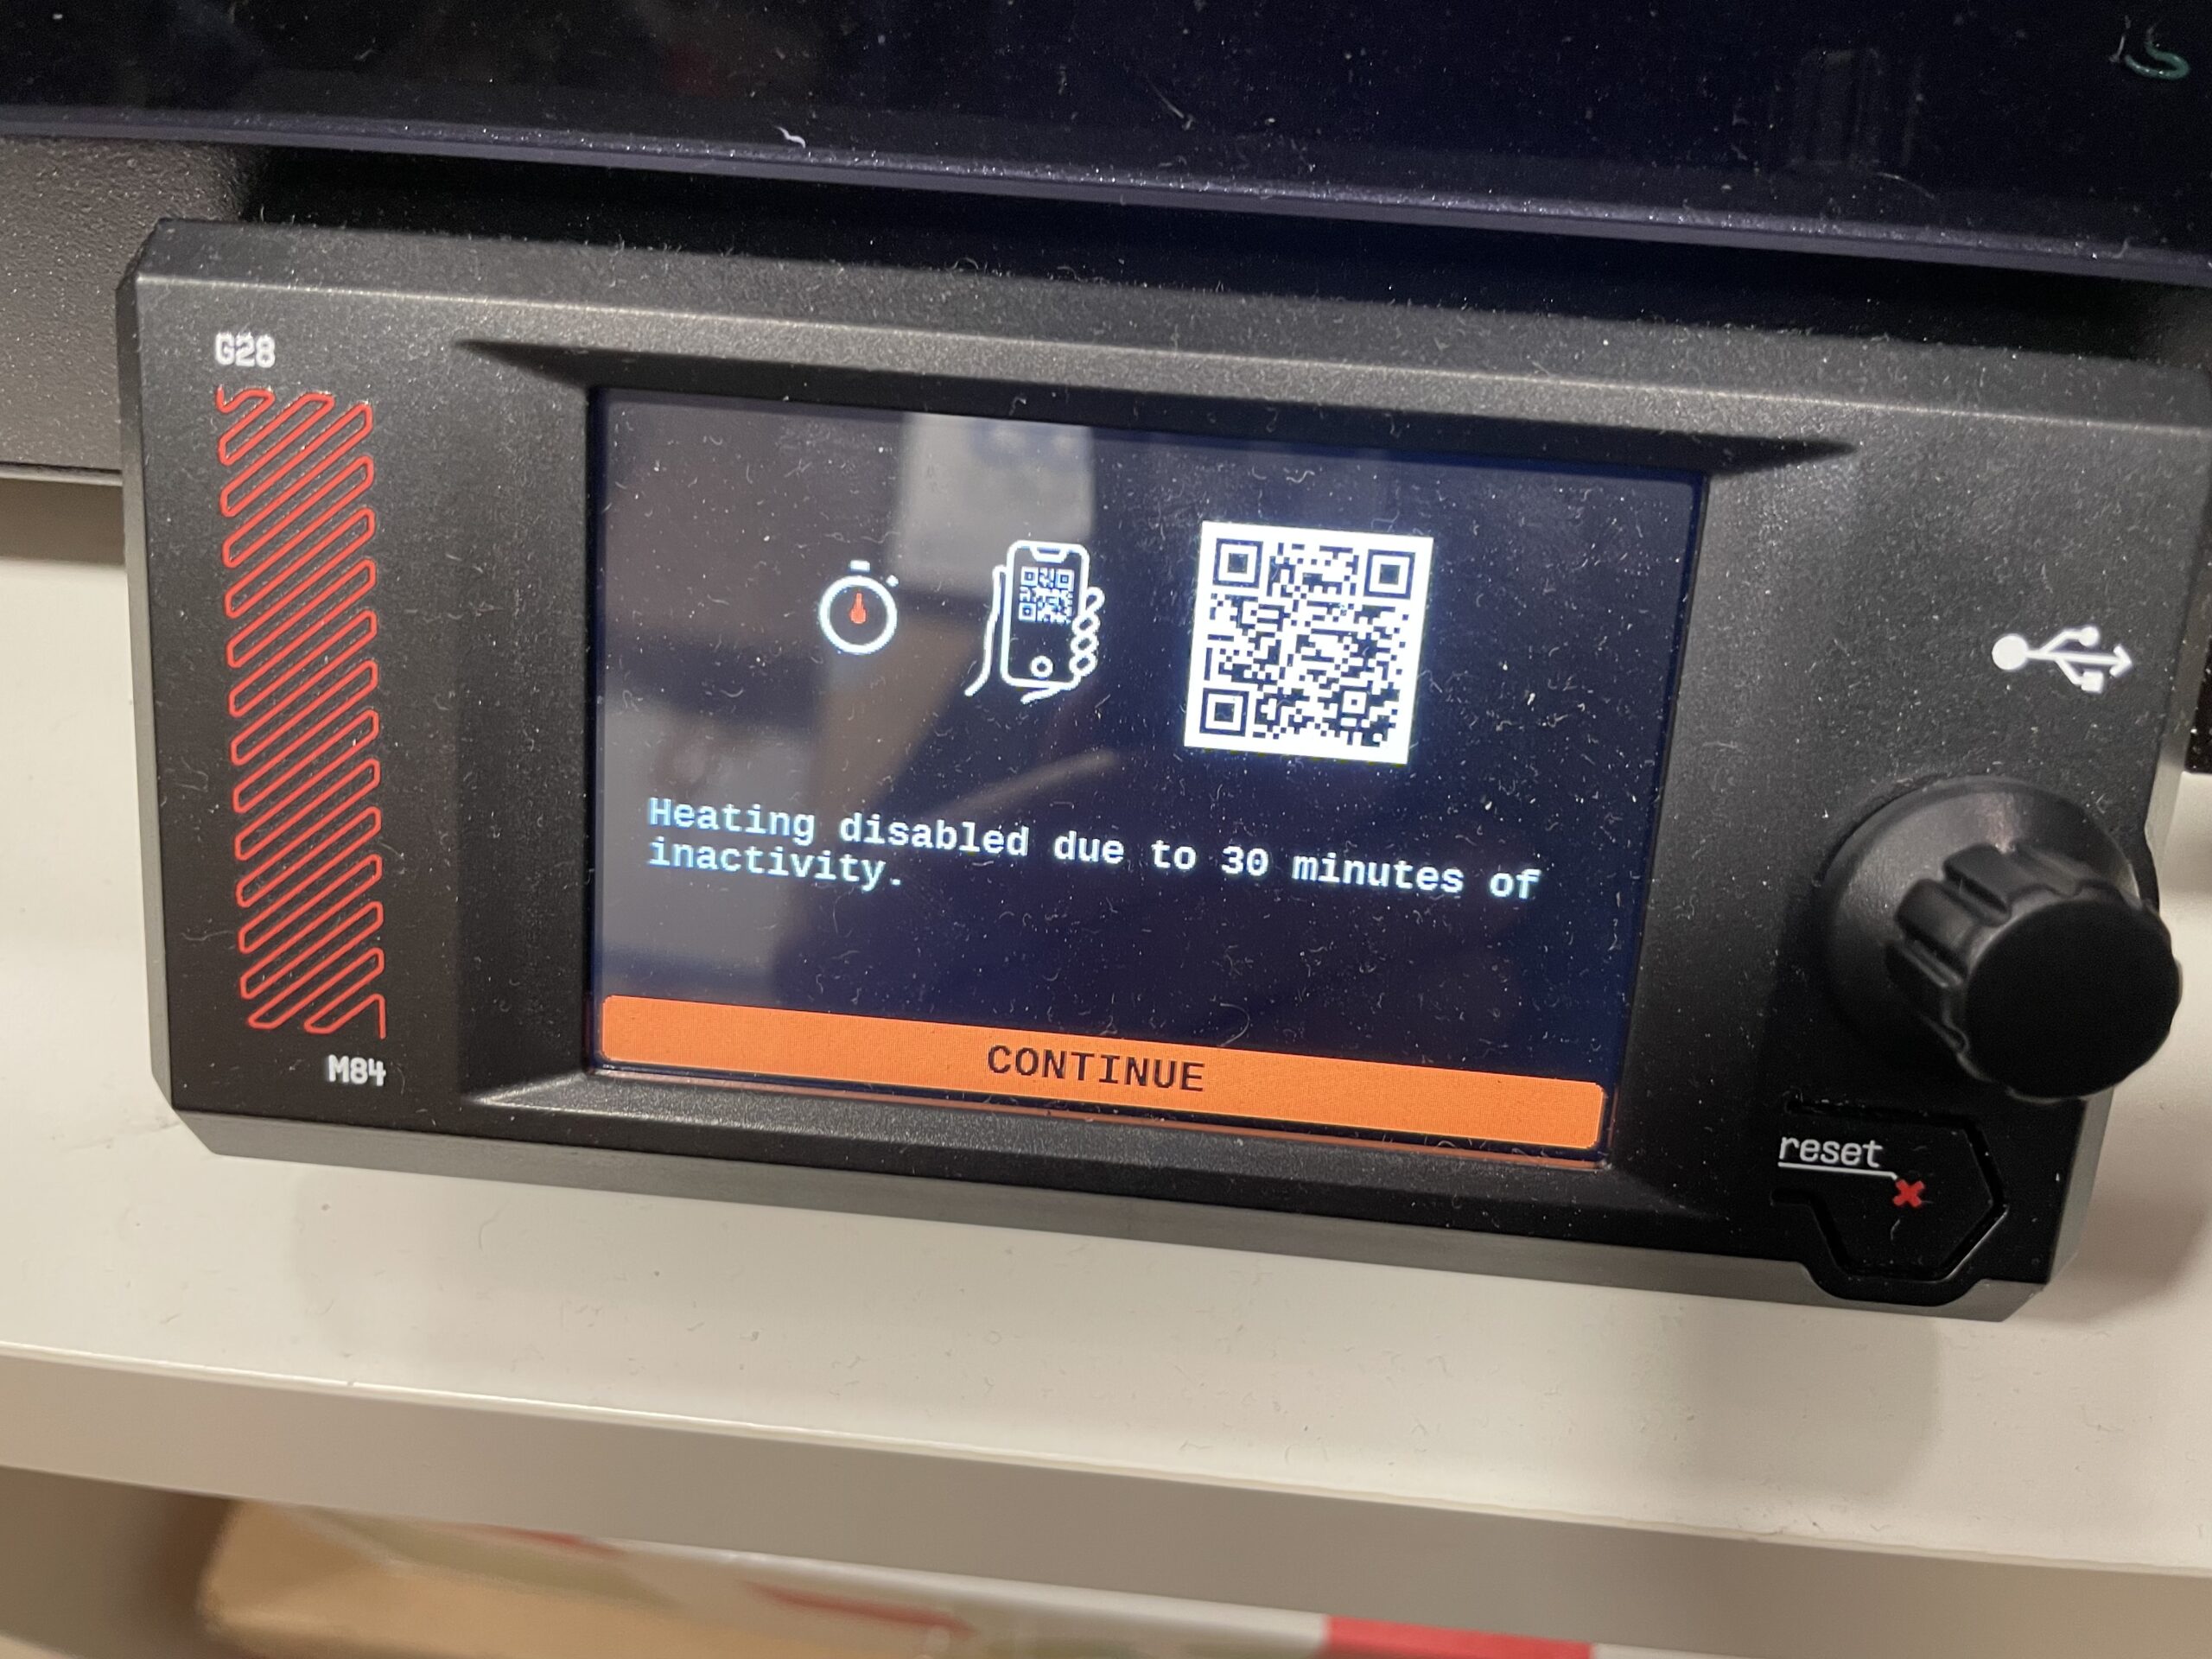 G28
Heating disabled due to 30 minutes of
inactivity.
CONTINUE
M84
reset